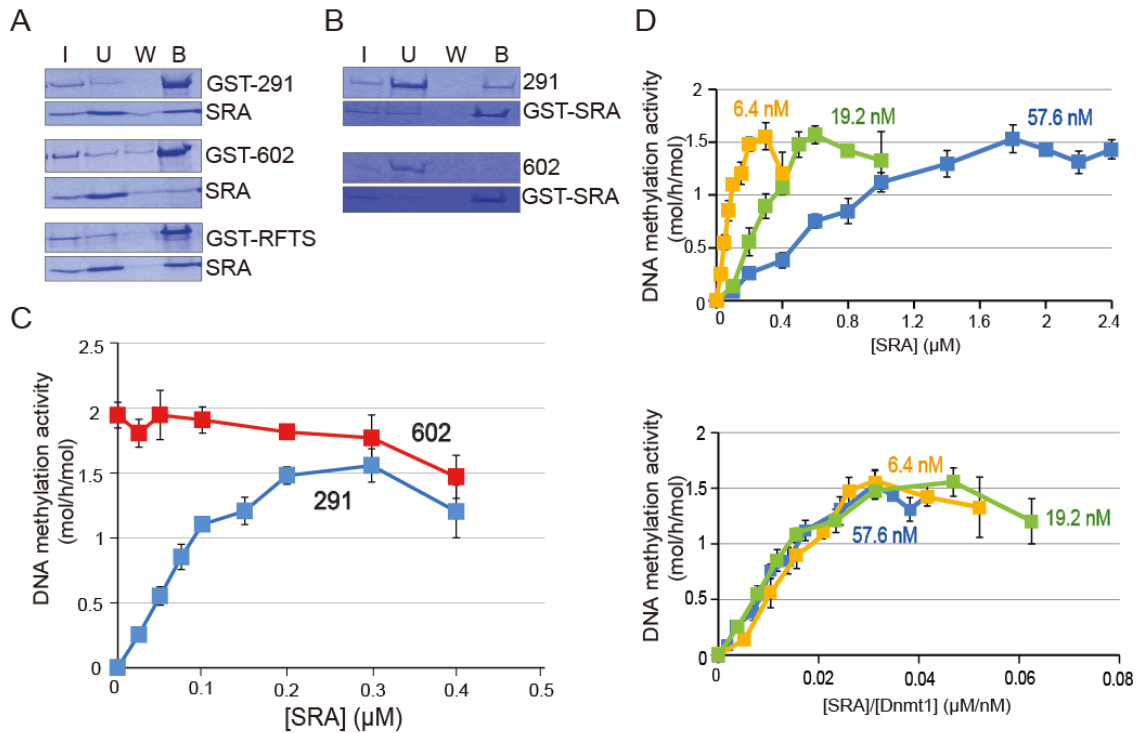 A
I U W B
GST-291
SRA
GST-602
SRA
GST-RFTS
SRA
B
I U W B
291
GST-SRA
602
GST-SRA
C
DNA methylation activity
(mol/h/mol)
2.5
2
1.5
1
0.5
0
602
291
0 0.1 0.2 0.3 0.4 0.5
[SRA] (µM)
D
DNA methylation activity
(mol/h/mol)
2
1.5
1
0.5
0
6.4 nM
19.2 nM
57.6 nM
0 0.4 0.8 1.2 1.6 2 2.4
[SRA] (µM)
DNA methylation activity
(mol/h/mol)
2
1.5
1
0.5
0
6.4 nM
19.2 nM
57.6 nM
0 0.02 0.04 0.06 0.08
[SRA]/[Dnmt1] (µM/nM)